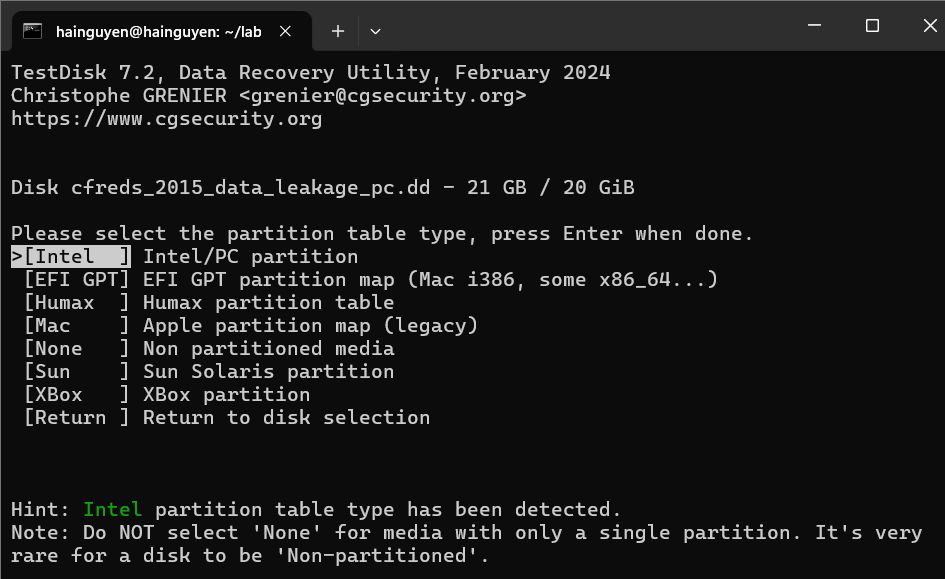 hainguyen@hainguyen: ~/lab
TestDisk 7.2, Data Recovery Utility, February 2024
Christophe GRENIER <grenier@cgsecurity.org>
https://www.cgsecurity.org
Disk cfreds_2015_data_leakage_pc.dd - 21 GB / 20 GiB
Please select the partition table type, press Enter when done.
>[Intel  ] Intel/PC partition
 [EFI GPT] EFI GPT partition map (Mac i386, some x86_64...)
 [Humax  ] Humax partition table
 [Mac    ] Apple partition map (legacy)
 [None   ] Non partitioned media
 [Sun    ] Sun Solaris partition
 [XBox   ] XBox partition
 [Return ] Return to disk selection
Hint: Intel partition table type has been detected.
Note: Do NOT select 'None' for media with only a single partition. It's very
rare for a disk to be 'Non-partitioned'.